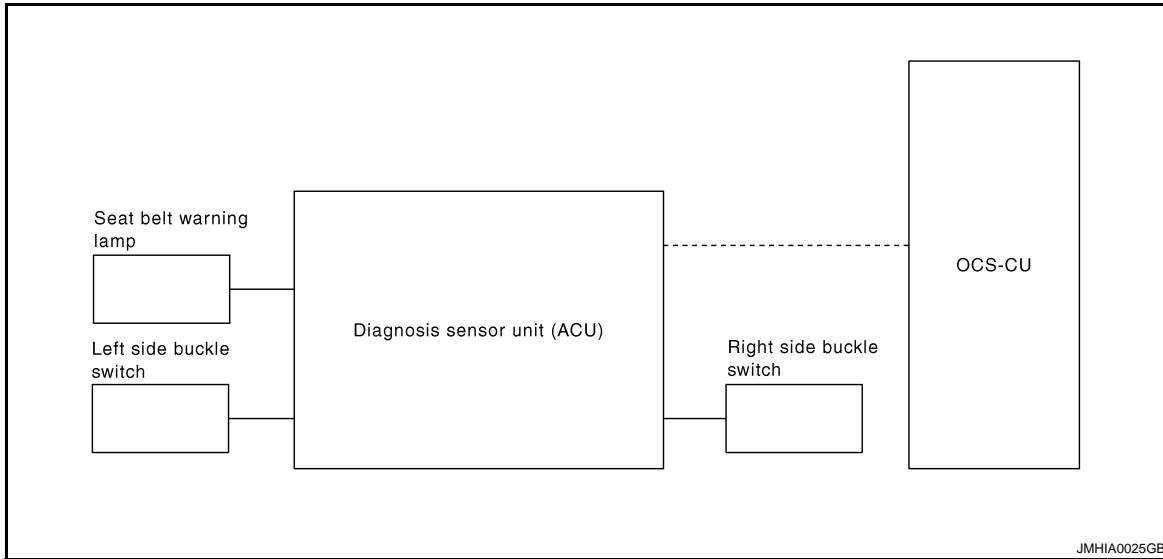 Seat belt warning
lamp
Left side buckle
switch
Diagnosis sensor unit (ACU)
Right side buckle
switch
OCS-CU
JMHIA0025GB